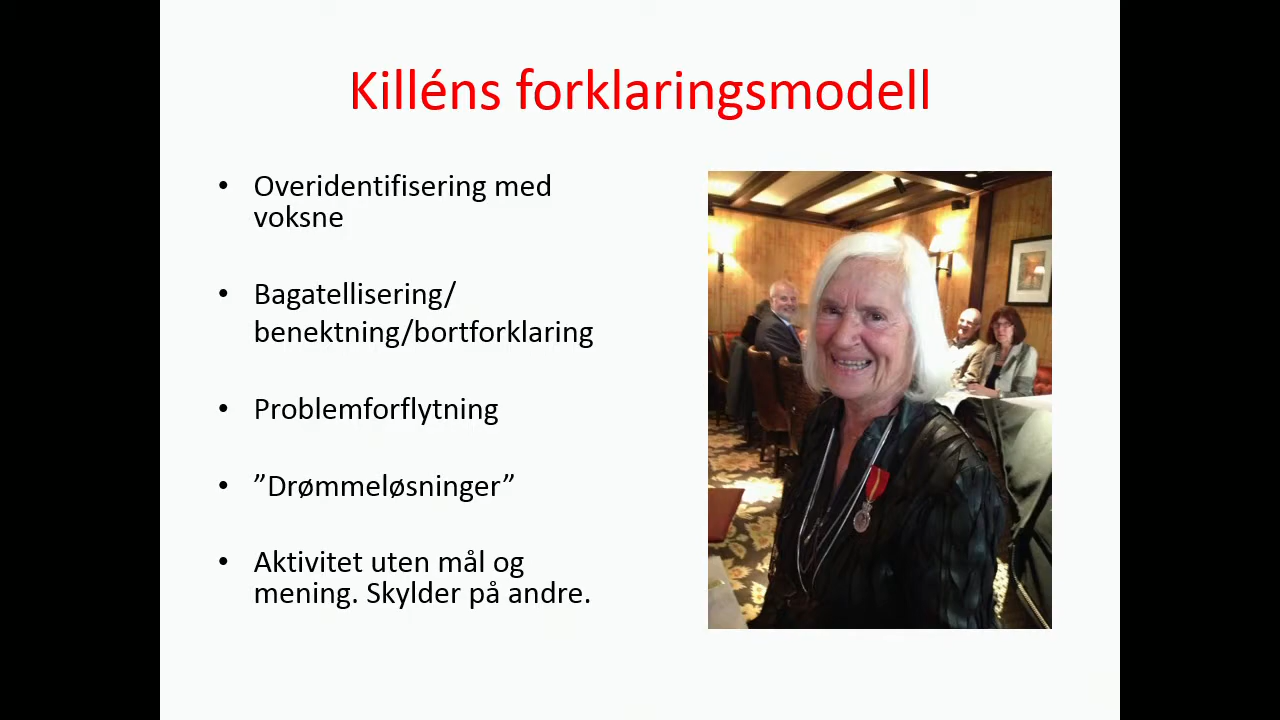 Killéns forklaringsmodell
• Overidentifisering med
voksne
• Bagatellisering/
benektning/bortforklaring
• Problemforflytning
• ”Drømmeløsninger”
• Aktivitet uten mål og
mening. Skylder på andre.